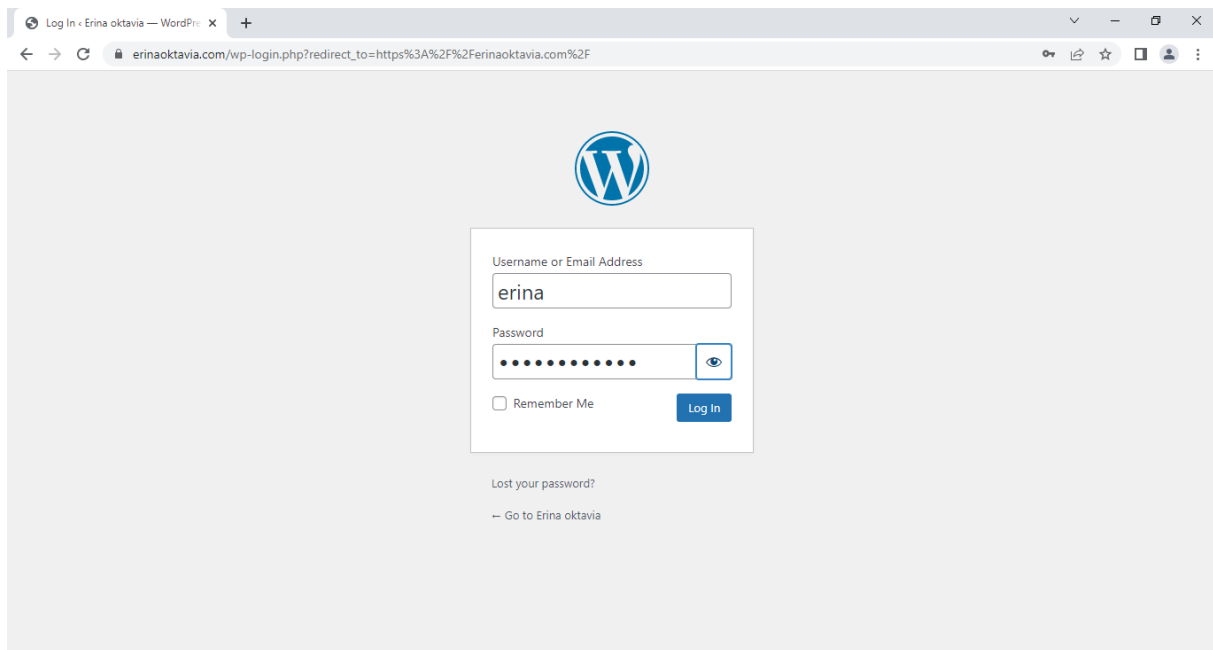 Log In ‹ Erina oktavia — WordPre
erinaoktavia.com/wp-login.php?redirect_to=https%3A%2F%2Ferinaoktavia.com%2F
Username or Email Address
erina
Password
••••••••••••
Remember Me
Log In
Lost your password?
← Go to Erina oktavia